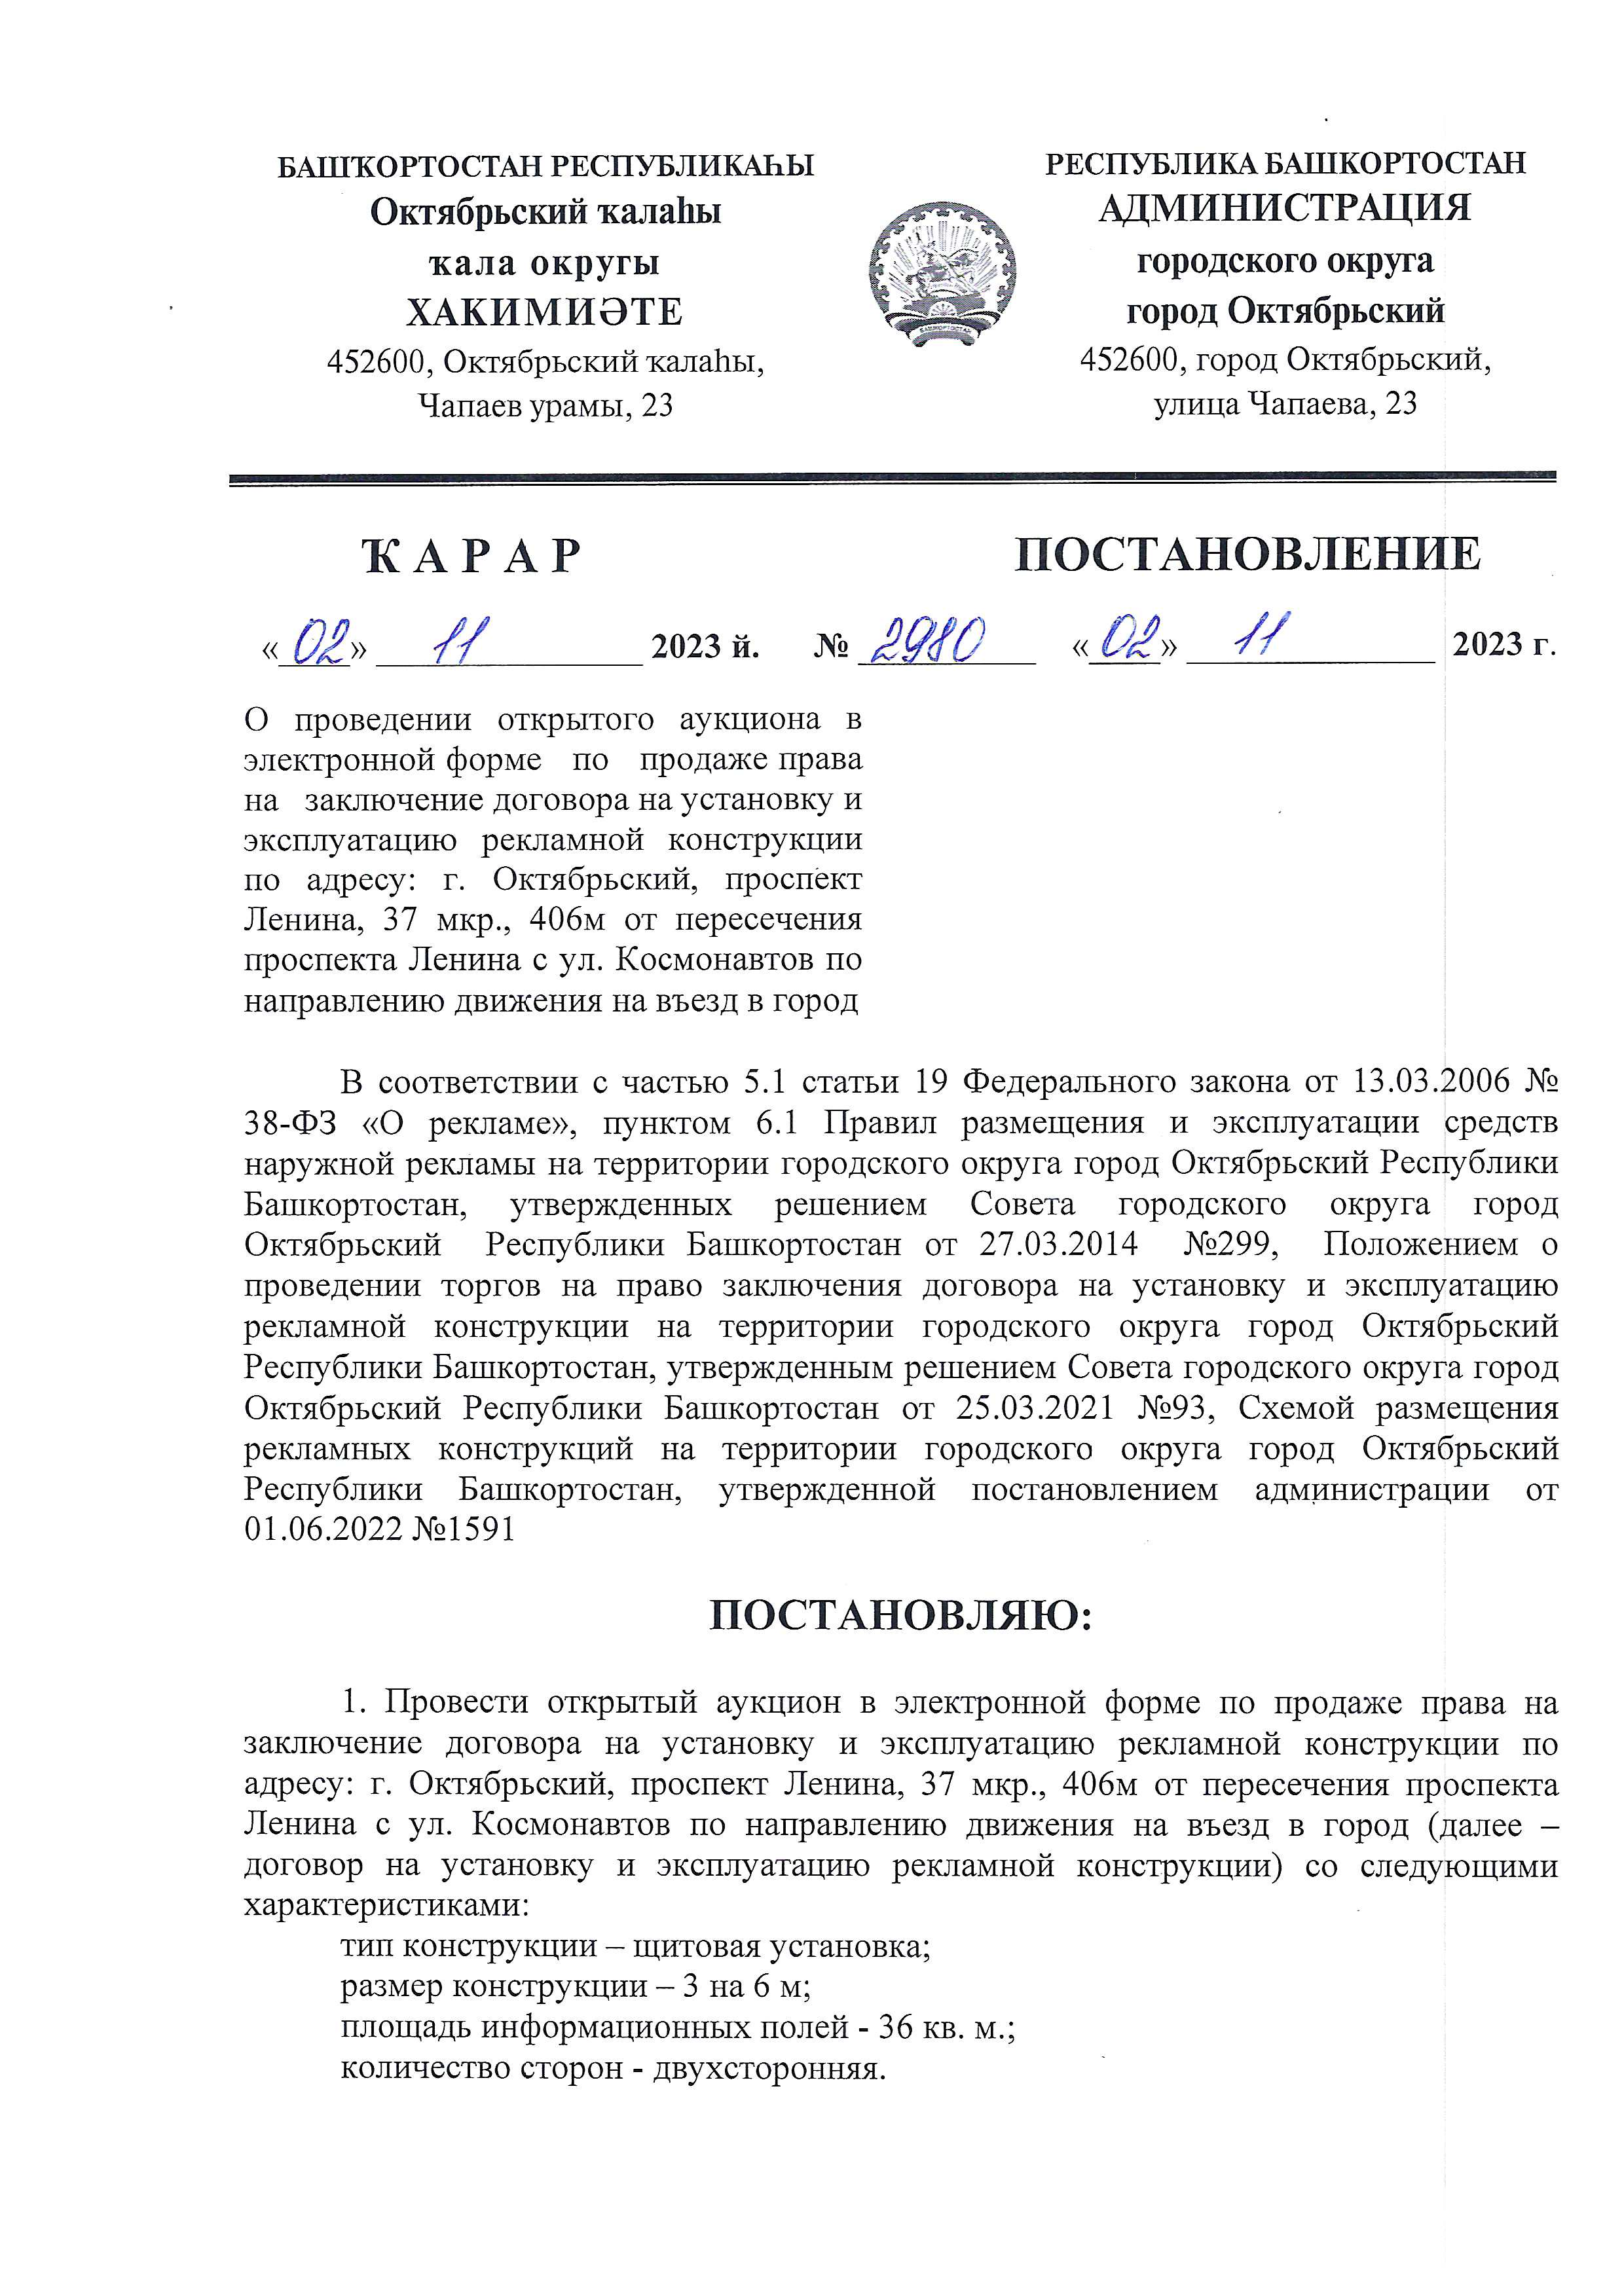 БАШҠОРТОСТАН РЕСПУБЛИКАҺЫ
Октябрьский ҡалаһы
ҡала округы
ХАКИМИӘТЕ
452600, Октябрьский ҡалаһы,
Чапаев урамы, 23
БАШКОРТОСТАН
РЕСПУБЛИКА БАШКОРТОСТАН
АДМИНИСТРАЦИЯ
городского округа
город Октябрьский
452600, город Октябрьский,
улица Чапаева, 23
ҠАРАР ПОСТАНОВЛЕНИЕ
«02» 11 2023 й. № 2980 «02» 11 2023 г.
О проведении открытого аукциона в
электронной форме по продаже права
на заключение договора на установку и
эксплуатацию рекламной конструкции
по адресу: г. Октябрьский, проспект
Ленина, 37 мкр., 406м от пересечения
проспекта Ленина с ул. Космонавтов по
направлению движения на въезд в город
В соответствии с частью 5.1 статьи 19 Федерального закона от 13.03.2006 №
38-ФЗ «О рекламе», пунктом 6.1 Правил размещения и эксплуатации средств
наружной рекламы на территории городского округа город Октябрьский Республики
Башкортостан, утвержденных решением Совета городского округа город
Октябрьский Республики Башкортостан от 27.03.2014 №299, Положением о
проведении торгов на право заключения договора на установку и эксплуатацию
рекламной конструкции на территории городского округа город Октябрьский
Республики Башкортостан, утвержденным решением Совета городского округа город
Октябрьский Республики Башкортостан от 25.03.2021 №93, Схемой размещения
рекламных конструкций на территории городского округа город Октябрьский
Республики Башкортостан, утвержденной постановлением администрации от
01.06.2022 №1591
ПОСТАНОВЛЯЮ:
1. Провести открытый аукцион в электронной форме по продаже права на
заключение договора на установку и эксплуатацию рекламной конструкции по
адресу: г. Октябрьский, проспект Ленина, 37 мкр., 406м от пересечения проспекта
Ленина с ул. Космонавтов по направлению движения на въезд в город (далее –
договор на установку и эксплуатацию рекламной конструкции) со следующими
характеристиками:
тип конструкции – щитовая установка;
размер конструкции – 3 на 6 м;
площадь информационных полей - 36 кв. м.;
количество сторон - двухсторонняя.